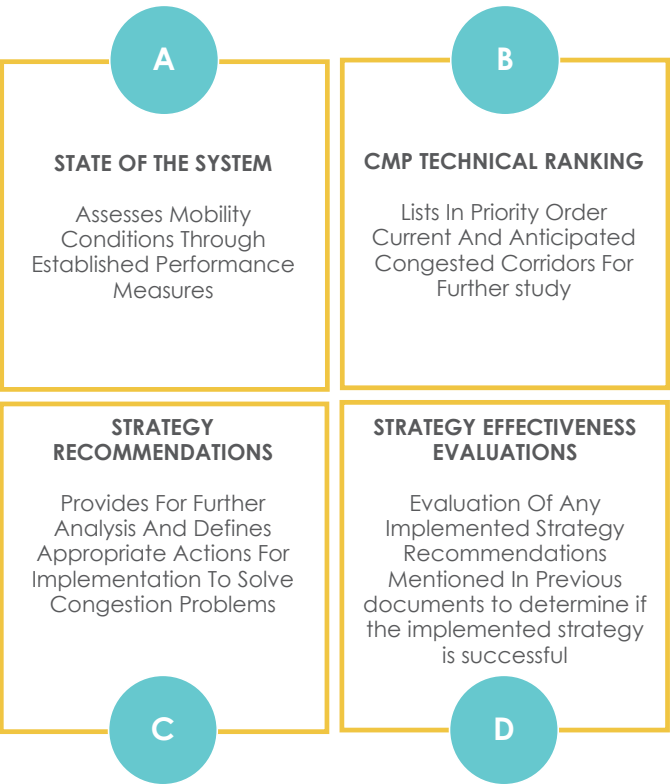 A
STATE OF THE SYSTEM
Assesses Mobility
Conditions Through
Established Performance
Measures
B
CMP TECHNICAL RANKING
Lists In Priority Order
Current And Anticipated
Congested Corridors For
Further study
STRATEGY
RECOMMENDATIONS
Provides For Further
Analysis And Defines
Appropriate Actions For
Implementation To Solve
Congestion Problems
C
STRATEGY EFFECTIVENESS
EVALUATIONS
Evaluation Of Any
Implemented Strategy
Recommendations
Mentioned In Previous
documents to determine if
the implemented strategy
is successful
D